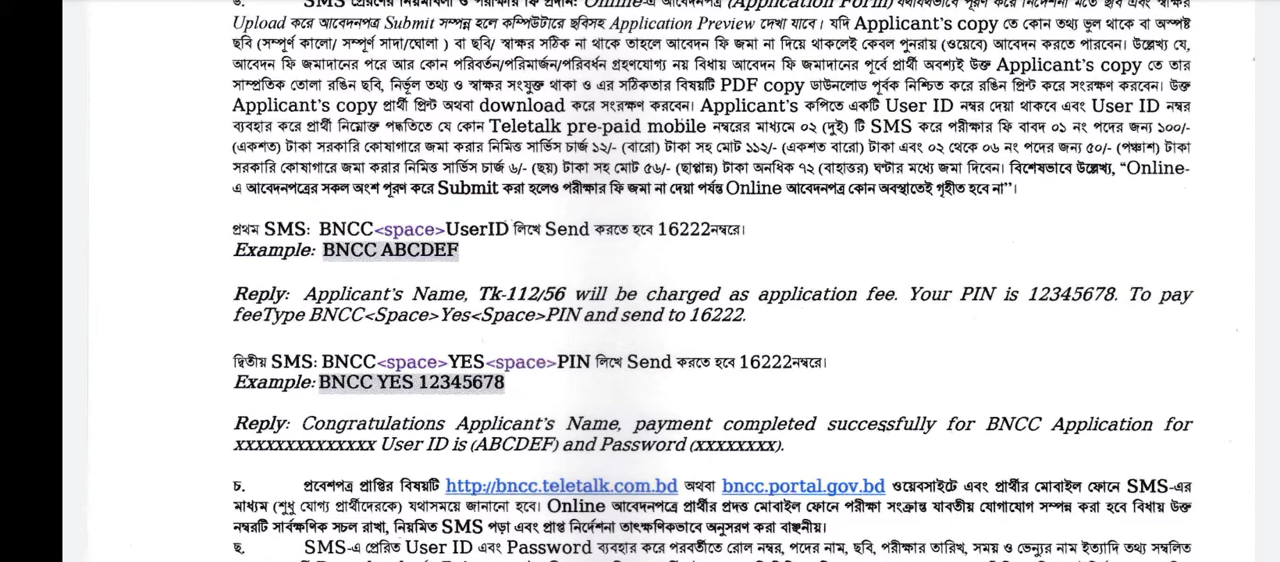 Upload করে আবেদনপত্র Submit সম্পন্ন হলে কম্পিউটারে ছবিসহ Application Preview দেখা যাবে। যদি Applicant's copy তে কোন তথ্য ভুল থাকে বা অস্পষ্ট
ছবি (সম্পূর্ণ কালো/ সম্পূর্ণ সাদা/ঘোলা ) বা ছবি/ স্বাক্ষর সঠিক না থাকে তাহলে আবেদন ফি জমা না দিয়ে থাকলেই কেবল পুনরায় (ওয়েবে) আবেদন করতে পারবেন। উল্লেখ্য যে,
আবেদন ফি জমাদানের পরে আর কোন পরিবর্তন/পরিমার্জন/পরিবর্ধন গ্রহণযোগ্য নয় বিধায় আবেদন ফি জমাদানের পূর্বে প্রার্থী অবশ্যই উক্ত Applicant's copy তে তার
সাম্প্রতিক তোলা রঙিন ছবি, নির্ভুল তথ্য ও স্বাক্ষর সংযুক্ত থাকা ও এর সঠিকতার বিষয়টি PDF copy ডাউনলোড পূর্বক নিশ্চিত করে রঙিন প্রিন্ট করে সংরক্ষণ করবেন। উক্ত
Applicant's copy প্রার্থী প্রিন্ট অথবা download করে সংরক্ষণ করবেন। Applicant's কপিতে একটি User ID নম্বর দেয়া থাকবে এবং User ID নম্বর
ব্যবহার করে প্রার্থী নিম্নোক্ত পদ্ধতিতে যে কোন Teletalk pre-paid mobile নম্বরের মাধ্যমে ০২ (দুই) টি SMS করে পরীক্ষার ফি বাবদ ০১ নং পদের জন্য ১০০/-
(একশত) টাকা সরকারি কোষাগারে জমা করার নিমিত্ত সার্ভিস চার্জ ১২/- (বারো) টাকা সহ মোট ১১২/- (একশত বারো) টাকা এবং ০২ থেকে ০৬ নং পদের জন্য ৫০/- (পঞ্চাশ) টাকা
সরকারি কোষাগারে জমা করার নিমিত্ত সার্ভিস চার্জ ৬/- (ছয়) টাকা সহ মোট ৫৬/- (ছাপ্পান্ন) টাকা অনধিক ৭২ (বাহাত্তর) ঘন্টার মধ্যে জমা দিবেন। বিশেষভাবে উল্লেখ্য, “Online-
এ আবেদনপত্রের সকল অংশ পূরণ করে Submit করা হলেও পরীক্ষার ফি জমা না দেয়া পর্যন্ত Online আবেদনপত্র কোন অবস্থাতেই গৃহীত হবে না”।
প্রথম SMS: BNCC<space>UserID লিখে Send করতে হবে 16222নম্বরে।
Example: BNCC ABCDEF
Reply: Applicant's Name, Tk-112/56 will be charged as application fee. Your PIN is 12345678. To pay
feeType BNCC<Space>Yes<Space>PIN and send to 16222.
দ্বিতীয় SMS: BNCC<space>YES<space>PIN লিখে Send করতে হবে 16222নম্বরে।
Example: BNCC YES 12345678
Reply: Congratulations Applicant's Name, payment completed successfully for BNCC Application for
xxxxxxxxxxxxxx User ID is (ABCDEF) and Password (xxxxxxxx).
চ. প্রবেশপত্র প্রাপ্তির বিষয়টি http://bncc.teletalk.com.bd অথবা bncc.portal.gov.bd ওয়েবসাইটে এবং প্রার্থীর মোবাইল ফোনে SMS-এর
মাধ্যম (শুধু যোগ্য প্রার্থীদেরকে) যথাসময়ে জানানো হবে। Online আবেদনপত্রে প্রার্থীর প্রদত্ত মোবাইল ফোনে পরীক্ষা সংক্রান্ত যাবতীয় যোগাযোগ সম্পন্ন করা হবে বিধায় উক্ত
নম্বরটি সার্বক্ষণিক সচল রাখা, নিয়মিত SMS পড়া এবং প্রাপ্ত নির্দেশনা তাৎক্ষণিকভাবে অনুসরণ করা বাঞ্ছনীয়।
ছ. SMS-এ প্রেরিত User ID এবং Password ব্যবহার করে পরবর্তীতে রোল নম্বর, পদের নাম, ছবি, পরীক্ষার তারিখ, সময় ও ভেন্যুর নাম ইত্যাদি তথ্য সম্বলিত